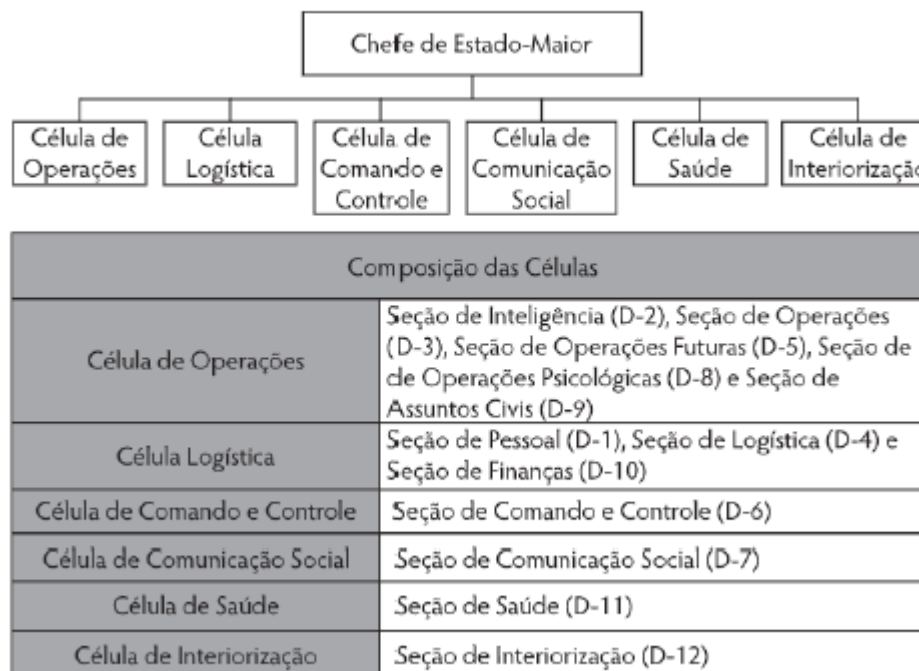 Chefe de Estado-Maior
Célula de
Operações
Célula
Logística
Célula de
Comando e
Controle
Célula de
Comunicação
Social
Célula de
Saúde
Célula de
Interiorização
Composição das Células
Célula de Operações
Seção de Inteligência (D-2), Seção de Operações
(D-3), Seção de Operações Futuras (D-5), Seção de
de Operações Psicológicas (D-8) e Seção de
Assuntos Civis (D-9)
Célula Logística
Seção de Pessoal (D-1), Seção de Logística (D-4) e
Seção de Finanças (D-10)
Célula de Comando e Controle
Seção de Comando e Controle (D-6)
Célula de Comunicação Social
Seção de Comunicação Social (D-7)
Célula de Saúde
Seção de Saúde (D-11)
Célula de Interiorização
Seção de Interiorização (D-12)